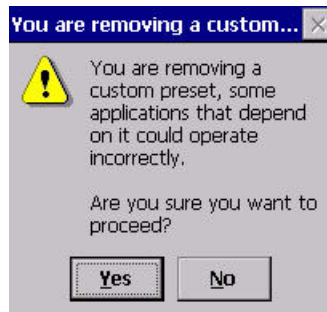 You are removing a custom...
You are removing a
custom preset, some
applications that depend
on it could operate
incorrectly.
Are you sure you want to
proceed?
Yes
No